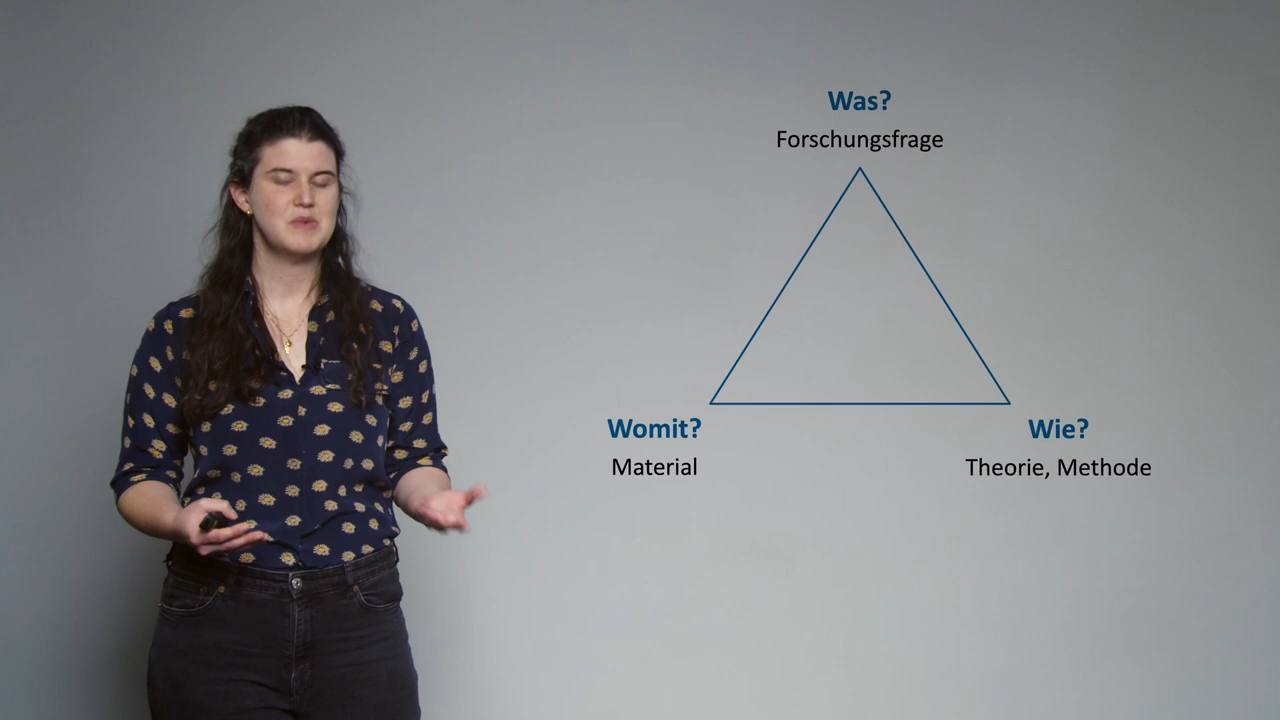 Was?
Forschungsfrage
Womit?
Material
Wie?
Theorie, Methode